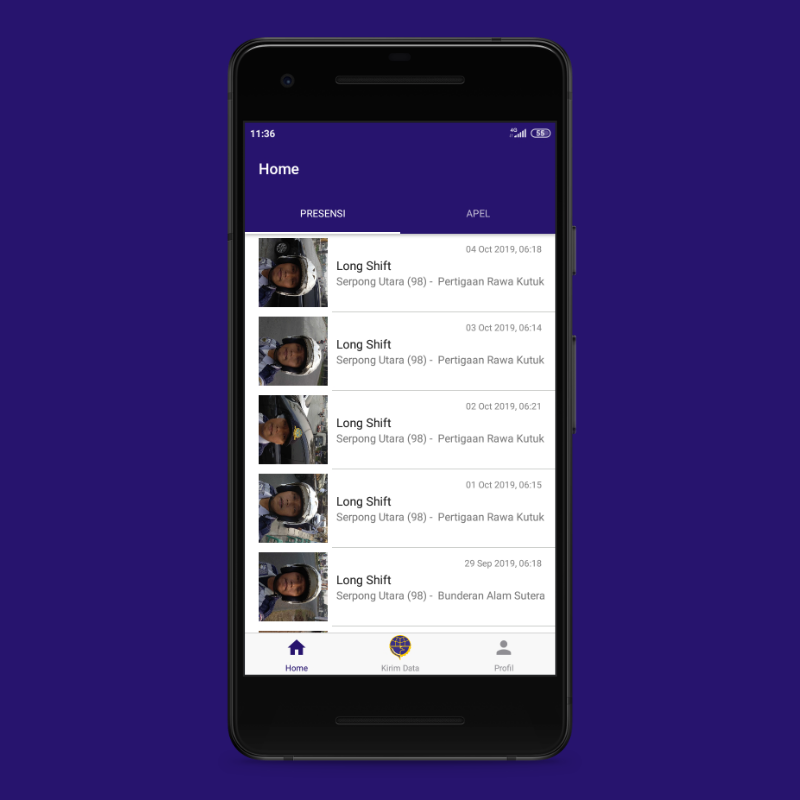 11:36
4G
55
Home
PRESENSI
APEL
04 Oct 2019, 06:18
Long Shift
Serpong Utara (98) - Pertigaan Rawa Kutuk
03 Oct 2019, 06:14
Long Shift
Serpong Utara (98) - Pertigaan Rawa Kutuk
02 Oct 2019, 06:21
Long Shift
Serpong Utara (98) - Pertigaan Rawa Kutuk
01 Oct 2019, 06:15
Long Shift
Serpong Utara (98) - Pertigaan Rawa Kutuk
29 Sep 2019, 06:18
Long Shift
Serpong Utara (98) - Bunderan Alam Sutera
Home
Kirim Data
Profil